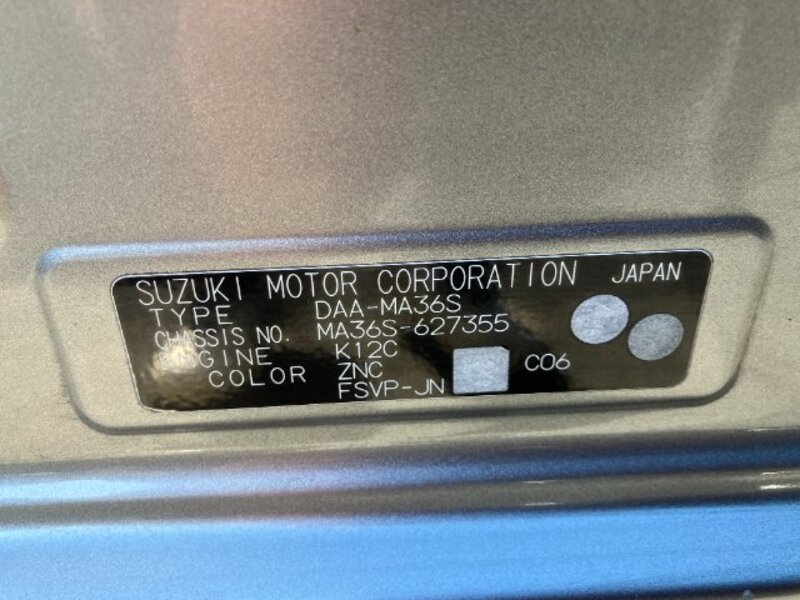 SUZUKI MOTOR CORPORATION JAPAN
TYPE DAA-MA36S
CHASSIS NO. MA36S-627355
ENGINE K12C
COLOR ZNC C06
FSVP-JN